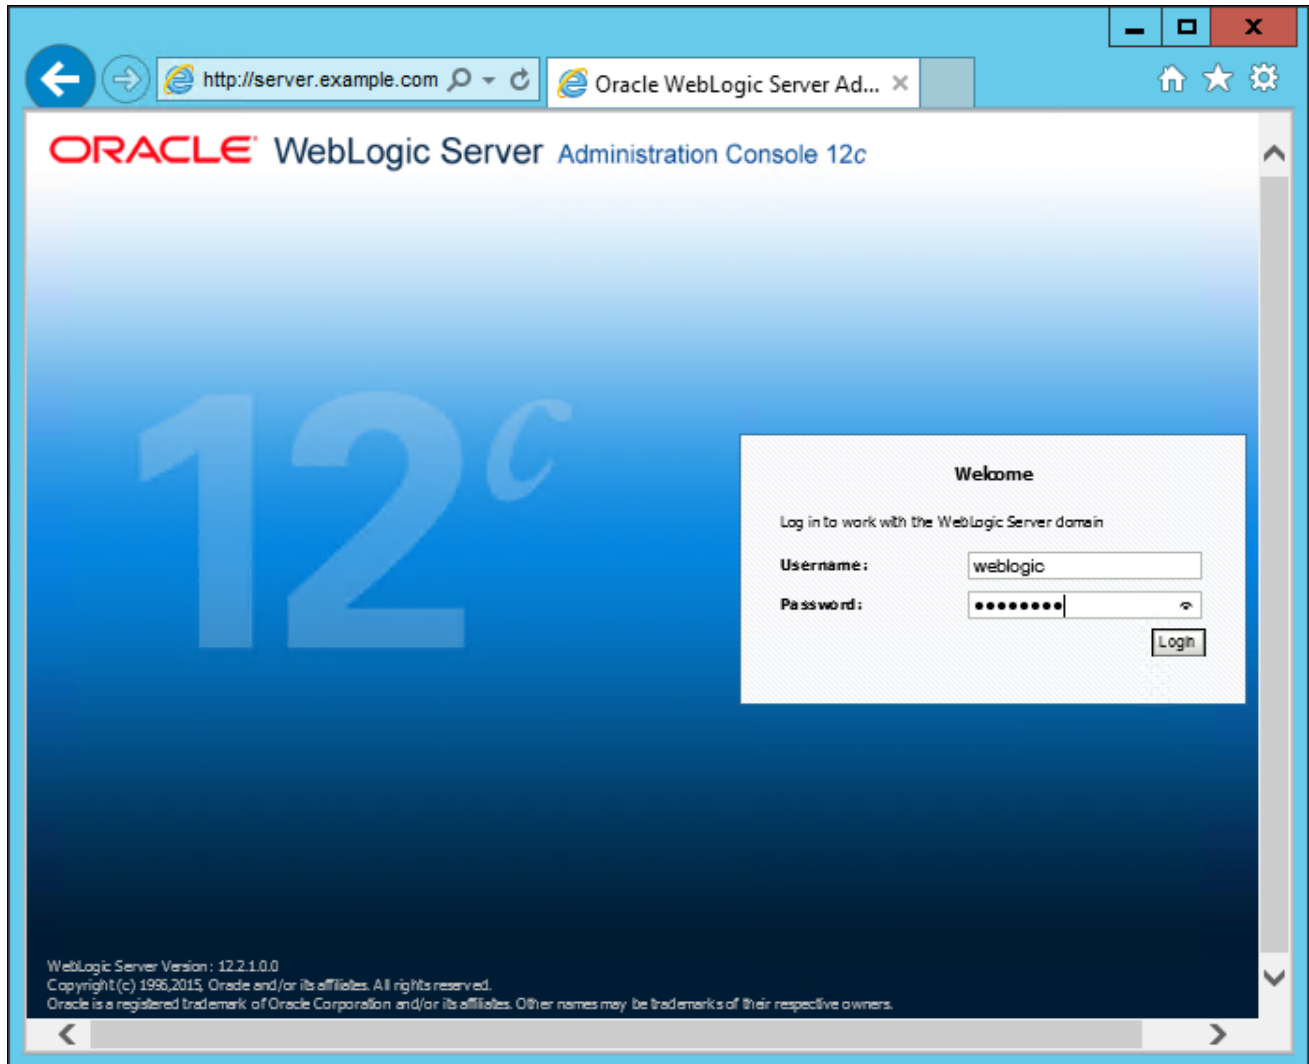 X
http://server.example.com
Oracle WebLogic Server Ad...
ORACLE WebLogic Server Administration Console 12c
12c
Welcome
Log in to work with the WebLogic Server domain
Username: weblogic
Password: ••••••••
Login
WebLogic Server Version: 12.2.1.0.0
Copyright (c) 1996,2015, Oracle and/or its affiliates. All rights reserved.
Oracle is a registered trademark of Oracle Corporation and/or its affiliates. Other names may be trademarks of their respective owners.